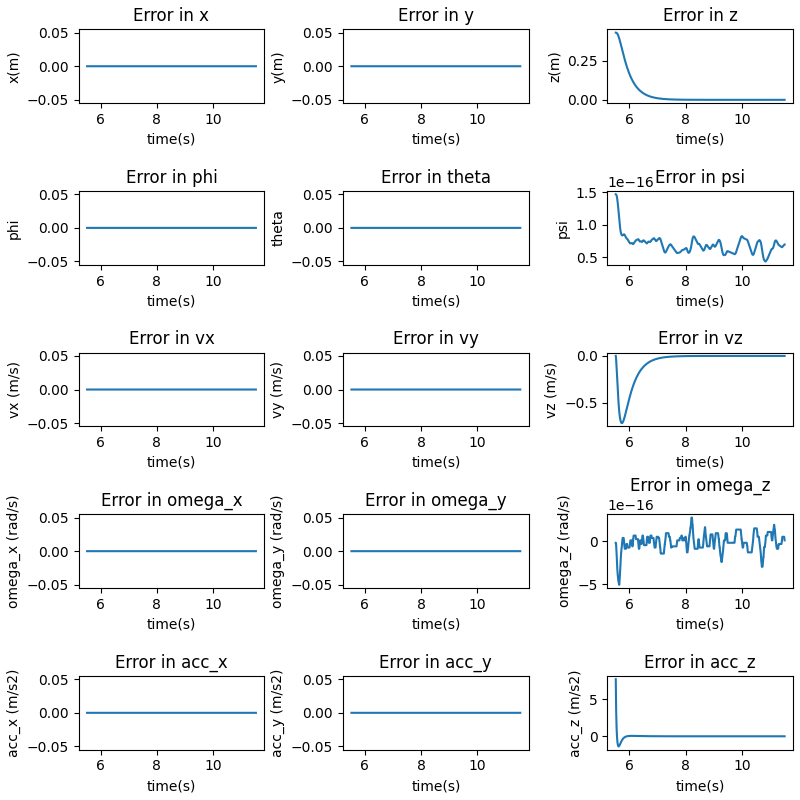 Error in x
0.05
0.00
−0.05
x(m)
6 8 10
time(s)
Error in y
0.05
0.00
−0.05
y(m)
6 8 10
time(s)
Error in z
0.25
0.00
z(m)
6 8 10
time(s)
Error in phi
0.05
0.00
−0.05
phi
6 8 10
time(s)
Error in theta
0.05
0.00
−0.05
theta
6 8 10
time(s)
1e−16
Error in psi
1.5
1.0
0.5
psi
6 8 10
time(s)
Error in vx
0.05
0.00
−0.05
vx (m/s)
6 8 10
time(s)
Error in vy
0.05
0.00
−0.05
vy (m/s)
6 8 10
time(s)
Error in vz
0.0
−0.5
vz (m/s)
6 8 10
time(s)
Error in omega_x
0.05
0.00
−0.05
omega_x (rad/s)
6 8 10
time(s)
Error in omega_y
0.05
0.00
−0.05
omega_y (rad/s)
6 8 10
time(s)
Error in omega_z
1e−16
0
−5
omega_z (rad/s)
6 8 10
time(s)
Error in acc_x
0.05
0.00
−0.05
acc_x (m/s2)
6 8 10
time(s)
Error in acc_y
0.05
0.00
−0.05
acc_y (m/s2)
6 8 10
time(s)
Error in acc_z
5
0
acc_z (m/s2)
6 8 10
time(s)